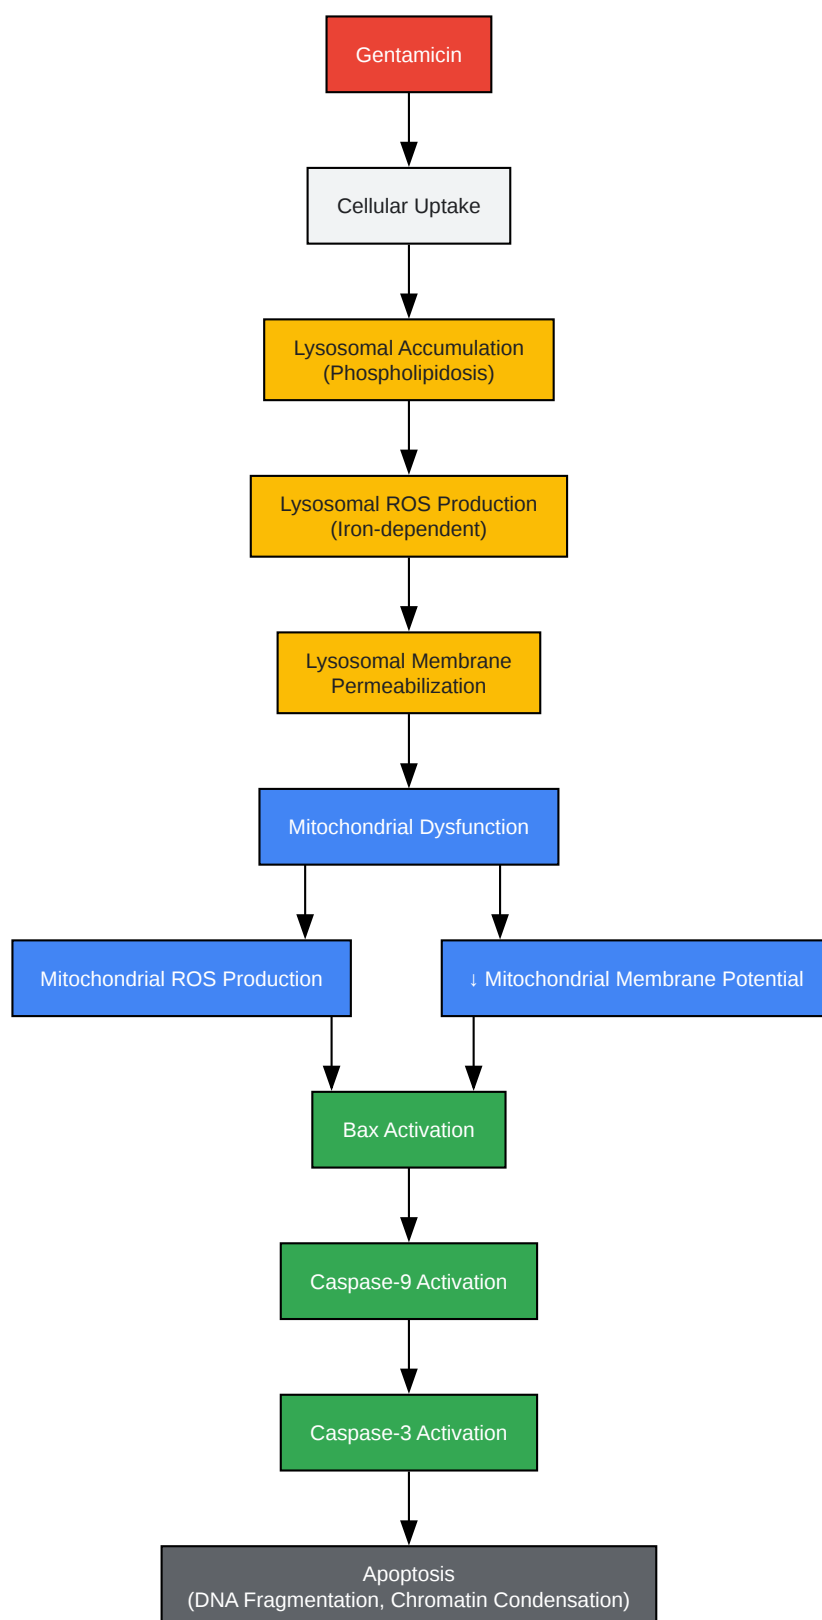 Gentamicin
Cellular Uptake
Lysosomal Accumulation
(Phospholipidosis)
Lysosomal ROS Production
(Iron-dependent)
Lysosomal Membrane
Permeabilization
Mitochondrial Dysfunction
Mitochondrial ROS Production
↓ Mitochondrial Membrane Potential
Bax Activation
Caspase-9 Activation
Caspase-3 Activation
Apoptosis
(DNA Fragmentation, Chromatin Condensation)